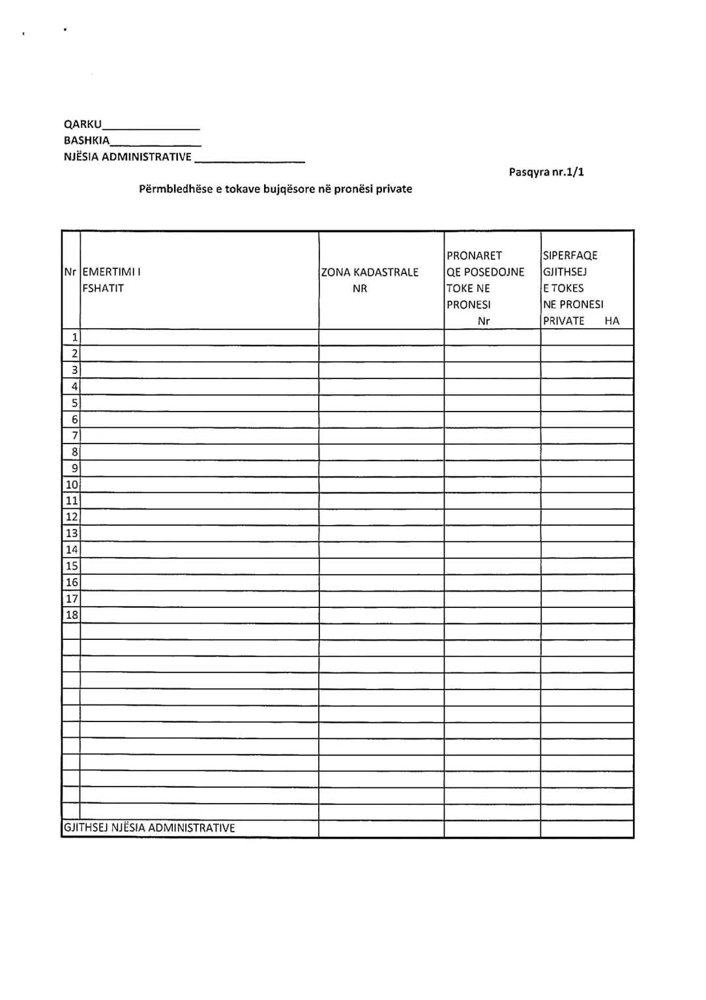 QARKU
BASHKIA
NJËSIA ADMINISTRATIVE
Pasqyra nr.1/1
Përmbledhëse e tokave bujqësore në pronësi private
Nr
EMERTIMI I
FSHATIT
ZONA KADASTRALE
NR
PRONARET
QE POSEDOJNE
TOKE NE
PRONESI
Nr
SIPERFAQE
GJITHSEJ
E TOKES
NE PRONESI
PRIVATE HA
1
2
3
4
5
6
7
8
9
10
11
12
13
14
15
16
17
18
GJITHSEJ NJËSIA ADMINISTRATIVE